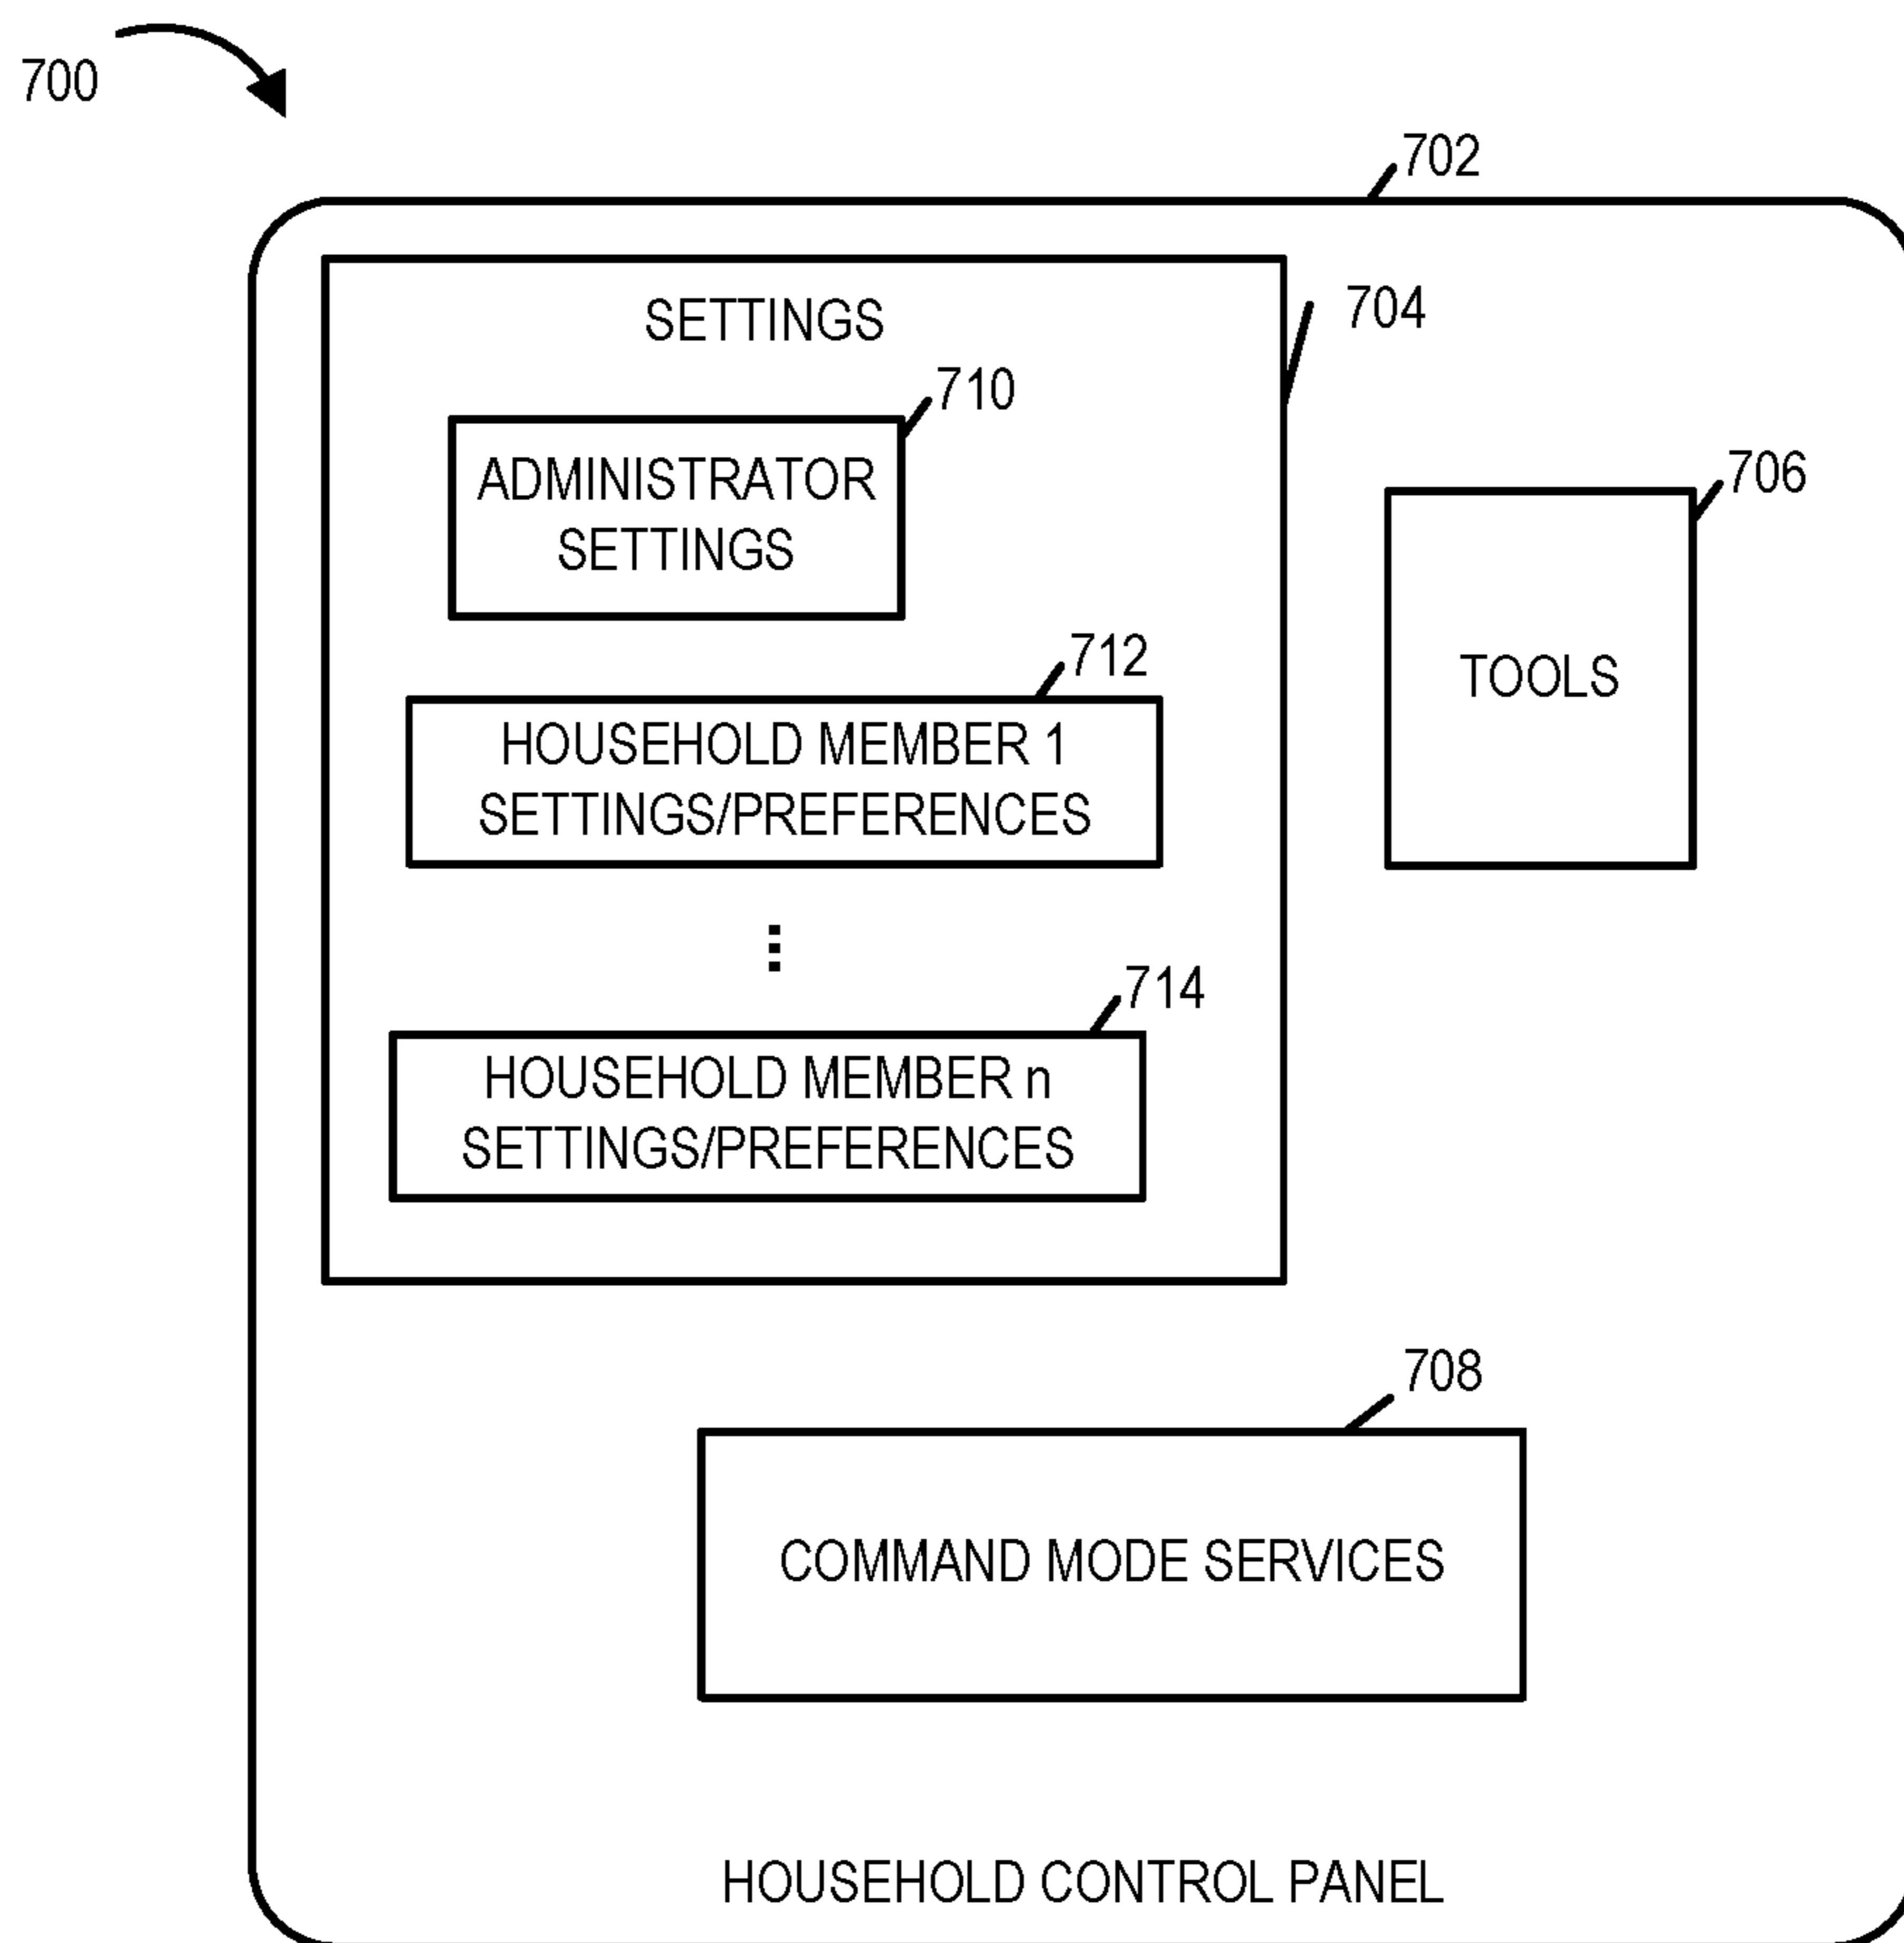 700
702
SETTINGS
704
710
ADMINISTRATOR
SETTINGS
706
TOOLS
712
HOUSEHOLD MEMBER 1
SETTINGS/PREFERENCES
714
HOUSEHOLD MEMBER n
SETTINGS/PREFERENCES
708
COMMAND MODE SERVICES
HOUSEHOLD CONTROL PANEL